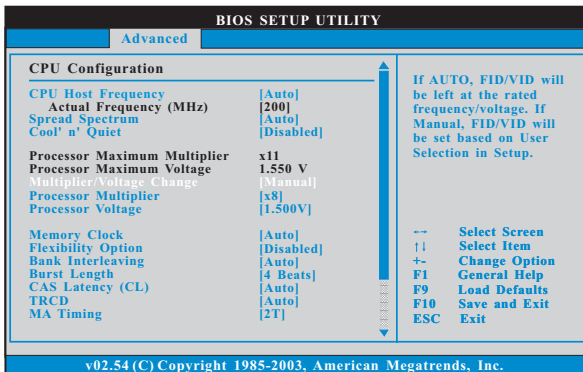 BIOS SETUP UTILITY
Advanced
CPU Configuration
CPU Host Frequency [Auto]
Actual Frequency (MHz) [200]
Spread Spectrum [Auto]
Cool' n' Quiet [Disabled]
Processor Maximum Multiplier x11
Processor Maximum Voltage 1.550 V
Multiplier/Voltage Change [Manual]
Processor Multiplier [x8]
Processor Voltage [1.500V]
Memory Clock [Auto]
Flexibility Option [Disabled]
Bank Interleaving [Auto]
Burst Length [4 Beats]
CAS Latency (CL) [Auto]
TRCD [Auto]
MA Timing [2T]
If AUTO, FID/VID will
be left at the rated
frequency/voltage. If
Manual, FID/VID will
be set based on User
Selection in Setup.
←→ Select Screen
↑↓ Select Item
+- Change Option
F1 General Help
F9 Load Defaults
F10 Save and Exit
ESC Exit
v02.54 (C) Copyright 1985-2003, American Megatrends, Inc.